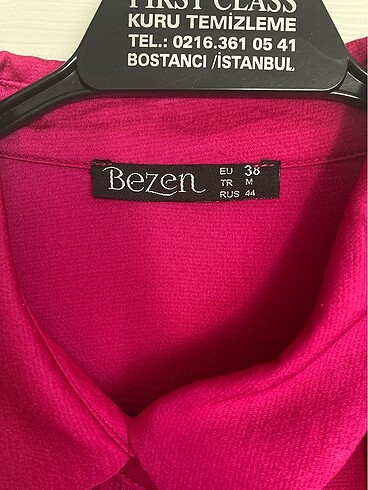 FIRST CLASS
KURU TEMİZLEME
TEL.: 0216.361 05 41
BOSTANCI /İSTANBUL
Bezen
EU 38
TR M
RUS 44